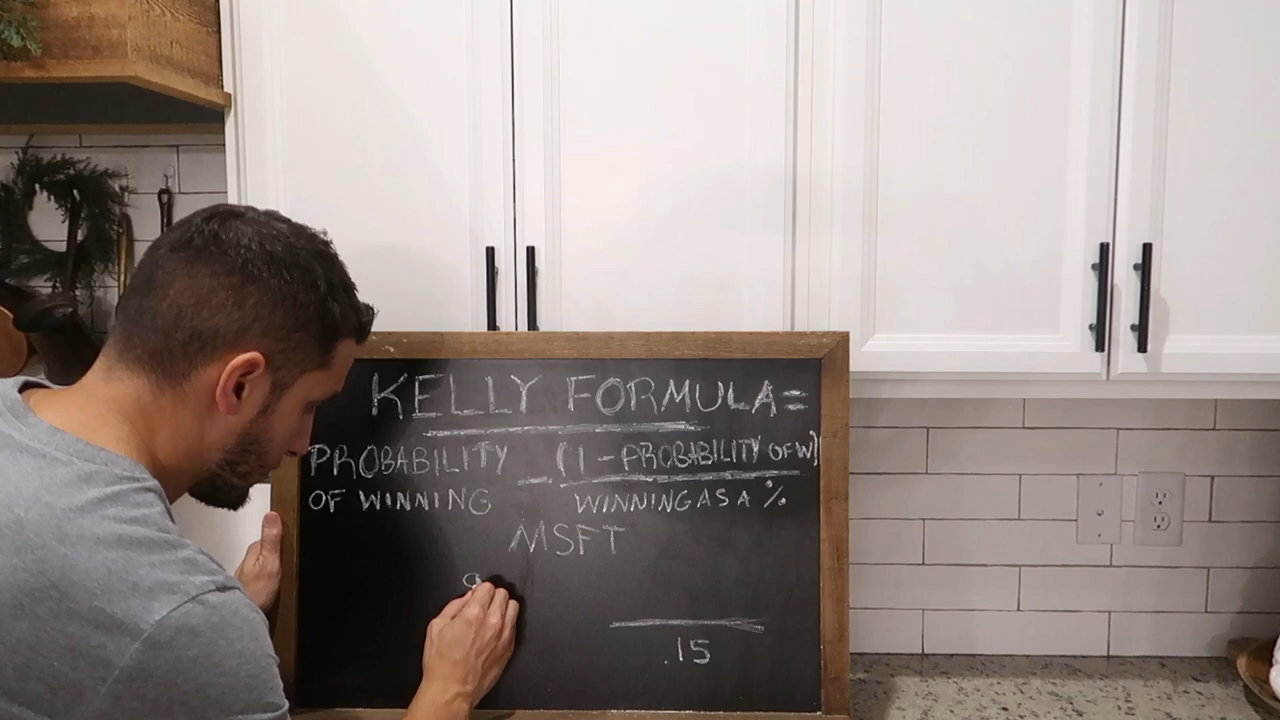 KELLY FORMULA=
PROBABILITY - (1 - PROBABILITY OF W)
OF WINNING WINNING AS A %
MSFT
.15